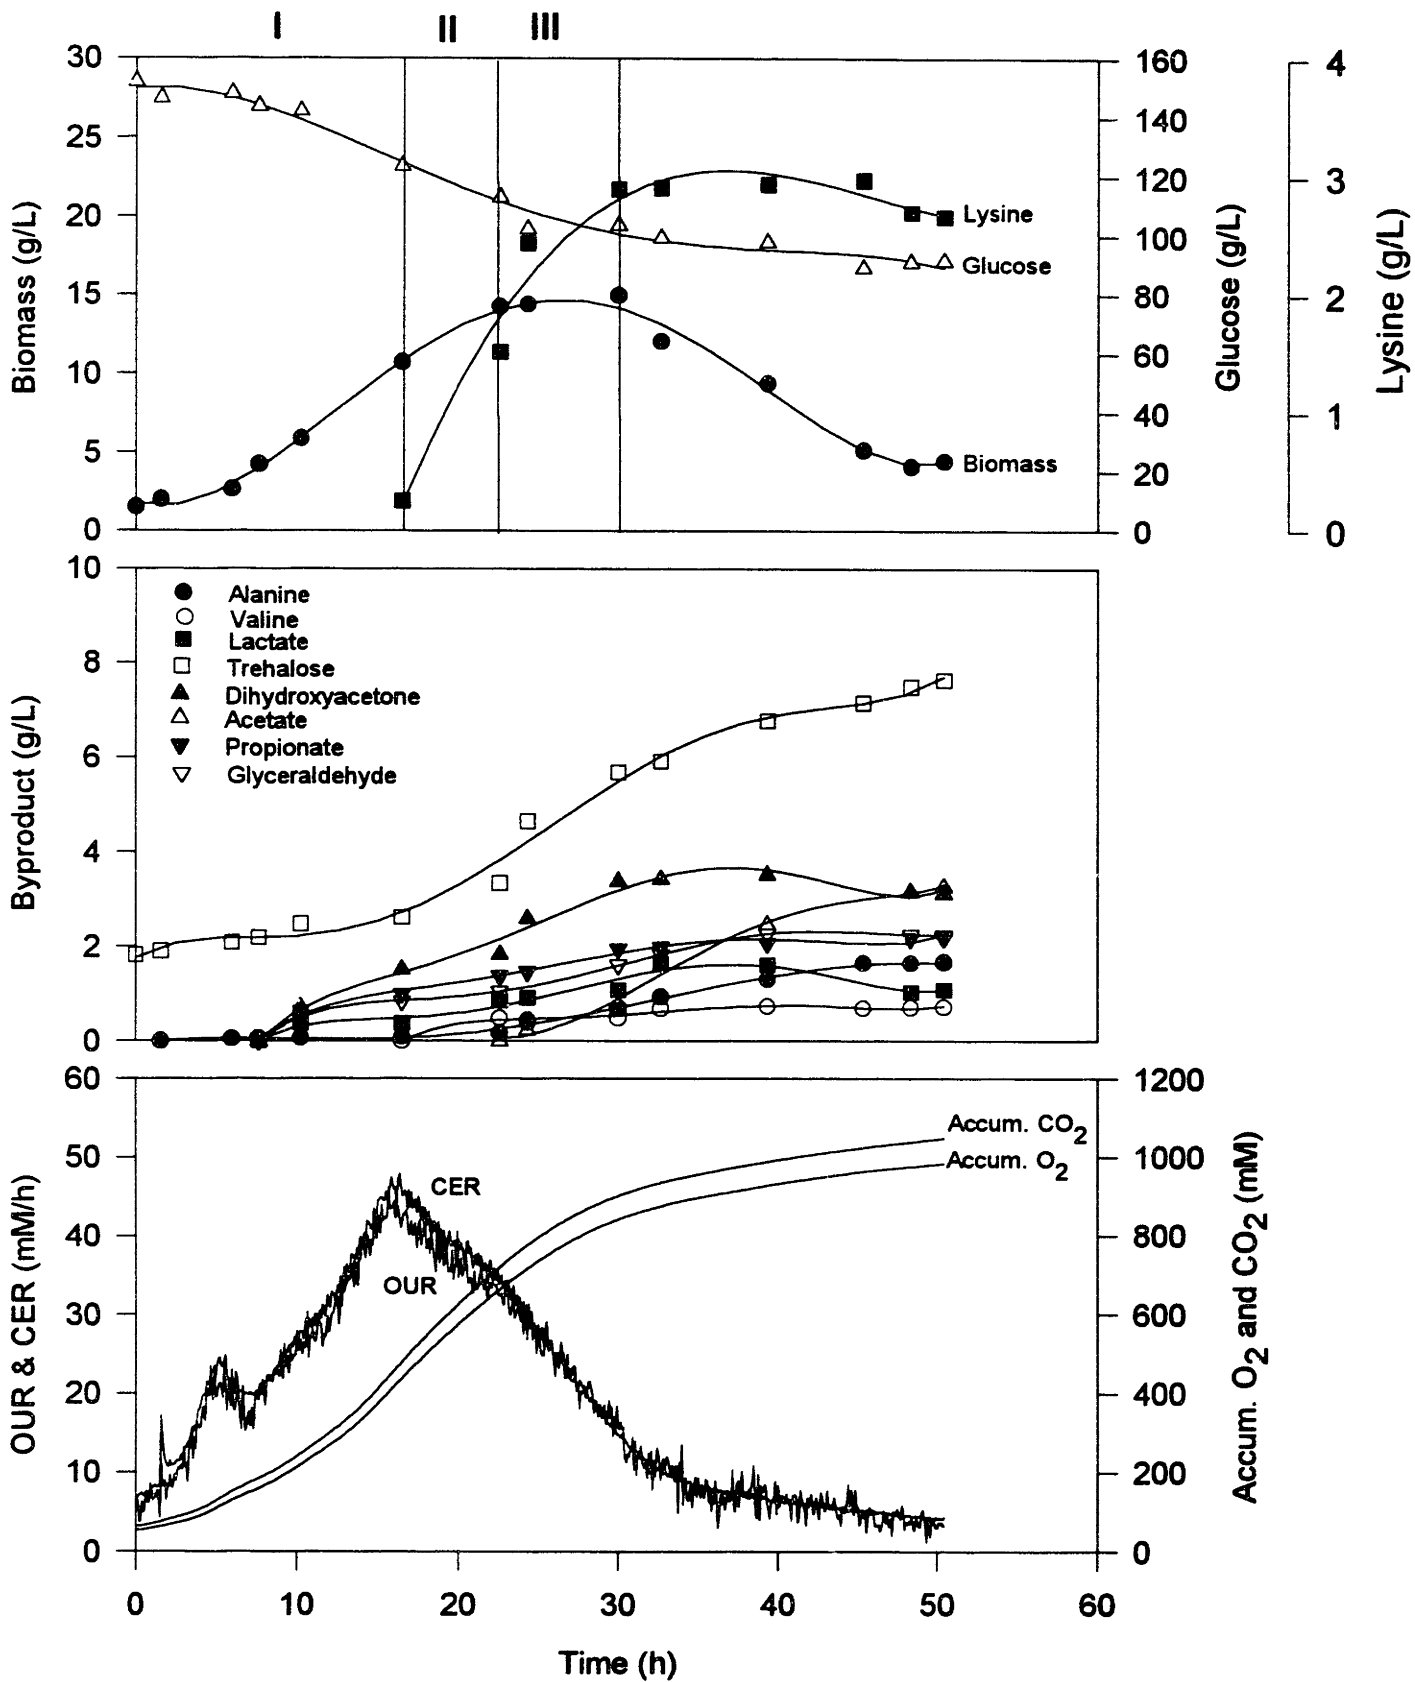 I II III
30
25
20
15
10
5
0
Biomass (g/L)
160
140
120
100
80
60
40
20
0
Glucose (g/L)
4
3
2
1
0
Lysine (g/L)
Lysine
Glucose
Biomass
10
8
6
4
2
0
Byproduct (g/L)
Alanine
Valine
Lactate
Trehalose
Dihydroxyacetone
Acetate
Propionate
Glyceraldehyde
60
50
40
30
20
10
0
OUR & CER (mM/h)
1200
1000
800
600
400
200
0
Accum. O2 and CO2 (mM)
Accum. CO2
Accum. O2
CER
OUR
0 10 20 30 40 50 60
Time (h)